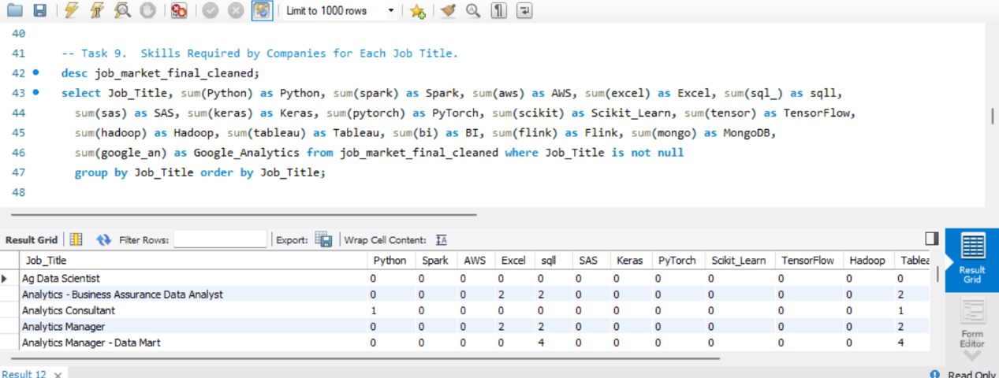 Limit to 1000 rows
40
41 -- Task 9. Skills Required by Companies for Each Job Title.
42 desc job_market_final_cleaned;
43 select Job_Title, sum(Python) as Python, sum(spark) as Spark, sum(aws) as AWS, sum(excel) as Excel, sum(sql_) as sqll,
44 sum(sas) as SAS, sum(keras) as Keras, sum(pytorch) as PyTorch, sum(scikit) as Scikit_Learn, sum(tensor) as TensorFlow,
45 sum(hadoop) as Hadoop, sum(tableau) as Tableau, sum(bi) as BI, sum(flink) as Flink, sum(mongo) as MongoDB,
46 sum(google_an) as Google_Analytics from job_market_final_cleaned where Job_Title is not null
47 group by Job_Title order by Job_Title;
48
Result Grid Filter Rows: Export: Wrap Cell Content: IA
Job_Title Python Spark AWS Excel sqll SAS Keras PyTorch Scikit_Learn TensorFlow Hadoop Tablea
Ag Data Scientist 0 0 0 0 0 0 0 0 0 0 0 0
Analytics - Business Assurance Data Analyst 0 0 0 2 2 0 0 0 0 0 0 2
Analytics Consultant 1 0 0 0 0 0 0 0 0 0 0 1
Analytics Manager 0 0 0 2 2 0 0 0 0 0 0 2
Analytics Manager - Data Mart 0 0 0 0 4 0 0 0 0 0 0 4
Result
Grid
Form
Editor
Result 12 Read Only